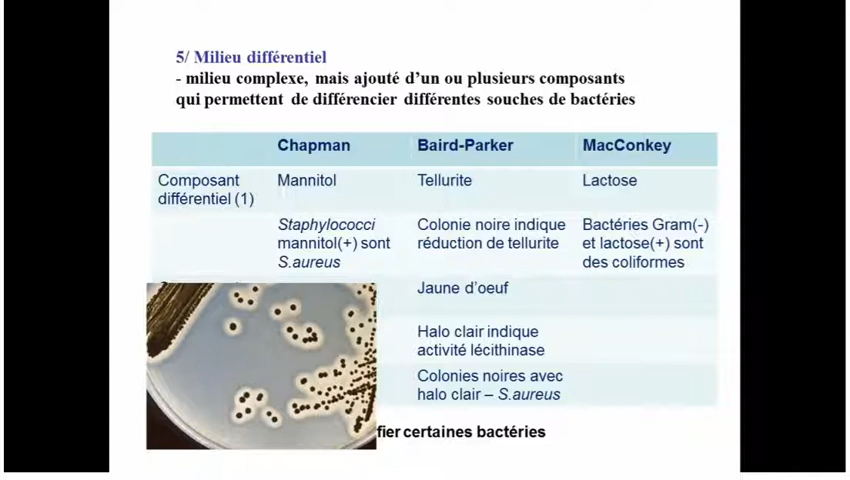 5/ Milieu différentiel
- milieu complexe, mais ajouté d'un ou plusieurs composants
qui permettent de différencier différentes souches de bactéries
Chapman Baird-Parker MacConkey
Composant différentiel (1) Mannitol Tellurite Lactose
Staphylococci
mannitol(+) sont
S.aureus
Colonie noire indique
réduction de tellurite
Bactéries Gram(-)
et lactose(+) sont
des coliformes
Jaune d'oeuf
Halo clair indique
activité lécithinase
Colonies noires avec
halo clair – S.aureus
fier certaines bactéries